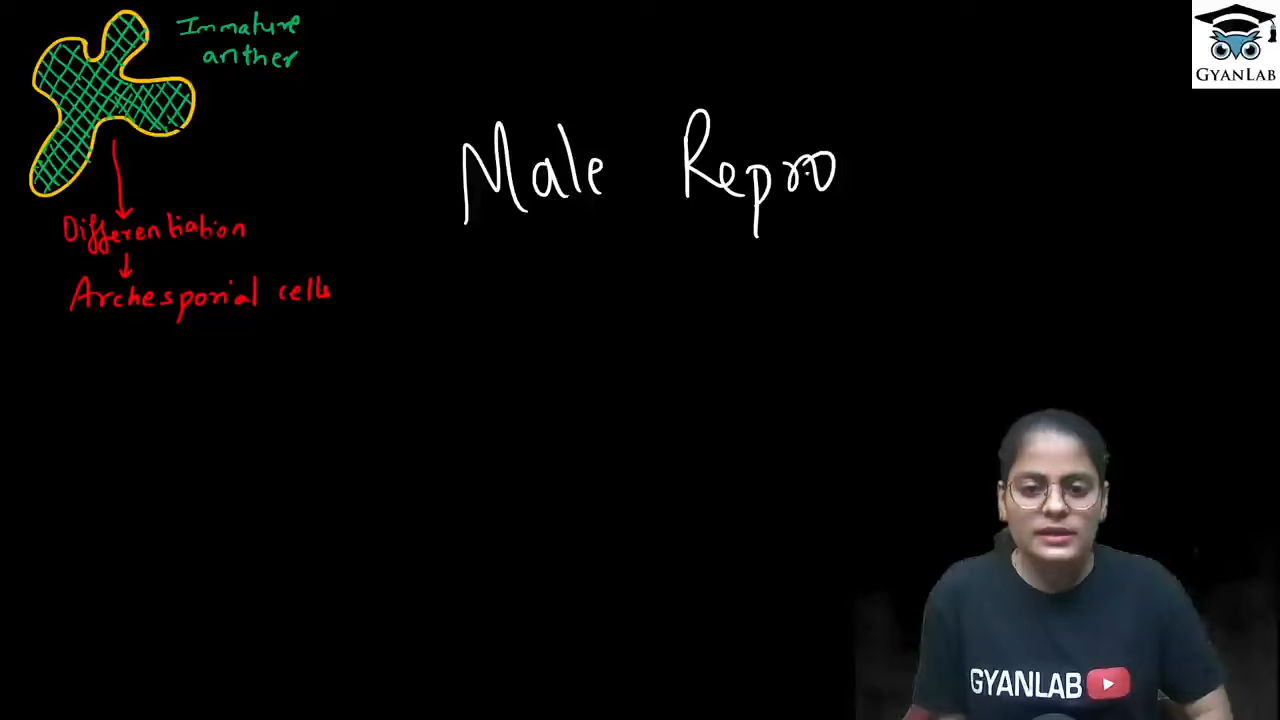 Immature
anther
GYANLAB
Male Repro
Differentiation
Archesporial cells
GYANLAB